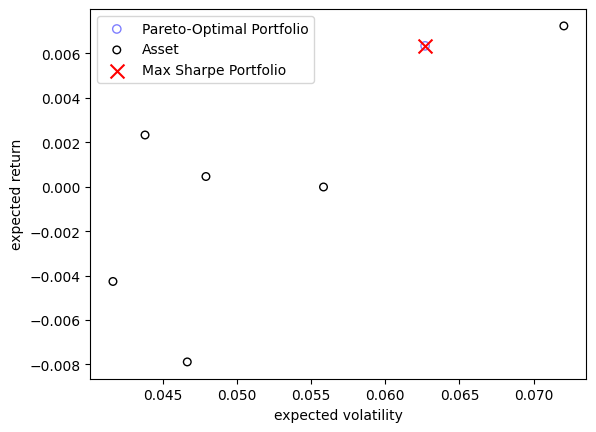 Pareto-Optimal Portfolio
Asset
Max Sharpe Portfolio
0.006
0.004
0.002
0.000
−0.002
−0.004
−0.006
−0.008
expected return
0.045 0.050 0.055 0.060 0.065 0.070
expected volatility